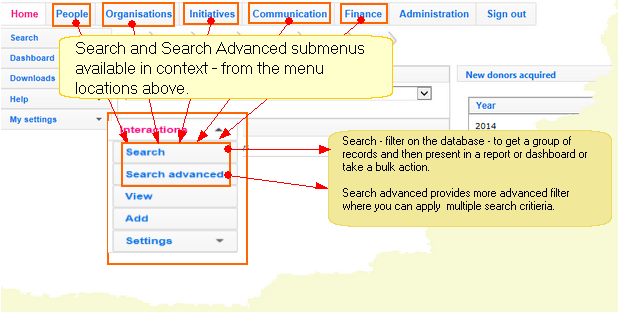 Home People Organisations Initiatives Communication Finance Administration Sign out
Search
Dashboard
Downloads
Help
My settings
Search and Search Advanced submenus
available in context - from the menu
locations above.
New donors acquired
Year
2014
Interactions
Search
Search advanced
View
Add
Settings
Search - filter on the database - to get a group of
records and then present in a report or dashboard or
take a bulk action.
Search advanced provides more advanced filter
where you can apply multiple search critieria.